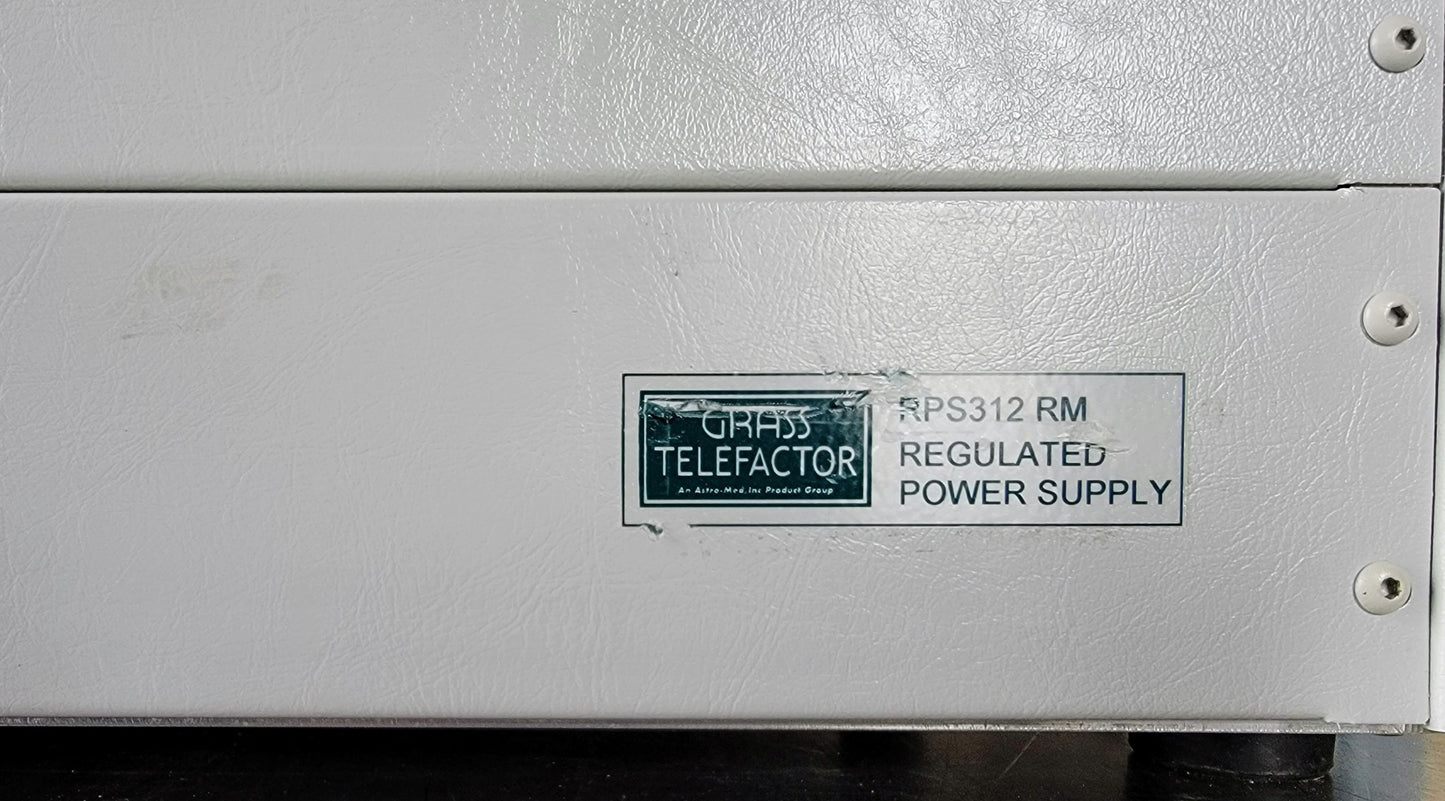 GRASS
TELEFACTOR
An Astro-Med, Inc Product Group
RPS312 RM
REGULATED
POWER SUPPLY